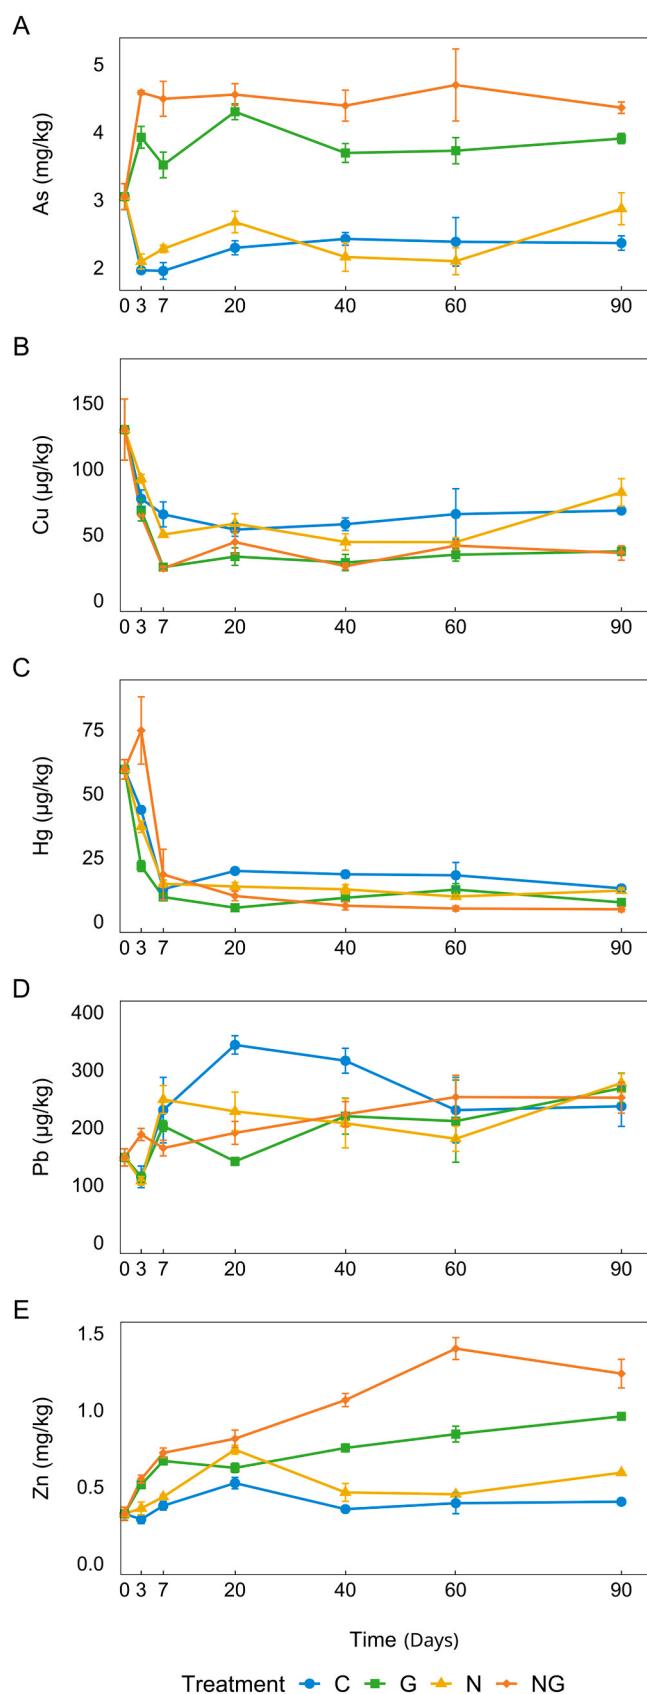 A
As (mg/kg)
5
4
3
2
0 3 7 20 40 60 90
B
Cu (µg/kg)
150
100
50
0
0 3 7 20 40 60 90
C
Hg (µg/kg)
75
50
25
0
0 3 7 20 40 60 90
D
Pb (µg/kg)
400
300
200
100
0
0 3 7 20 40 60 90
E
Zn (mg/kg)
1.5
1.0
0.5
0.0
0 3 7 20 40 60 90
Time (Days)
Treatment C G N NG